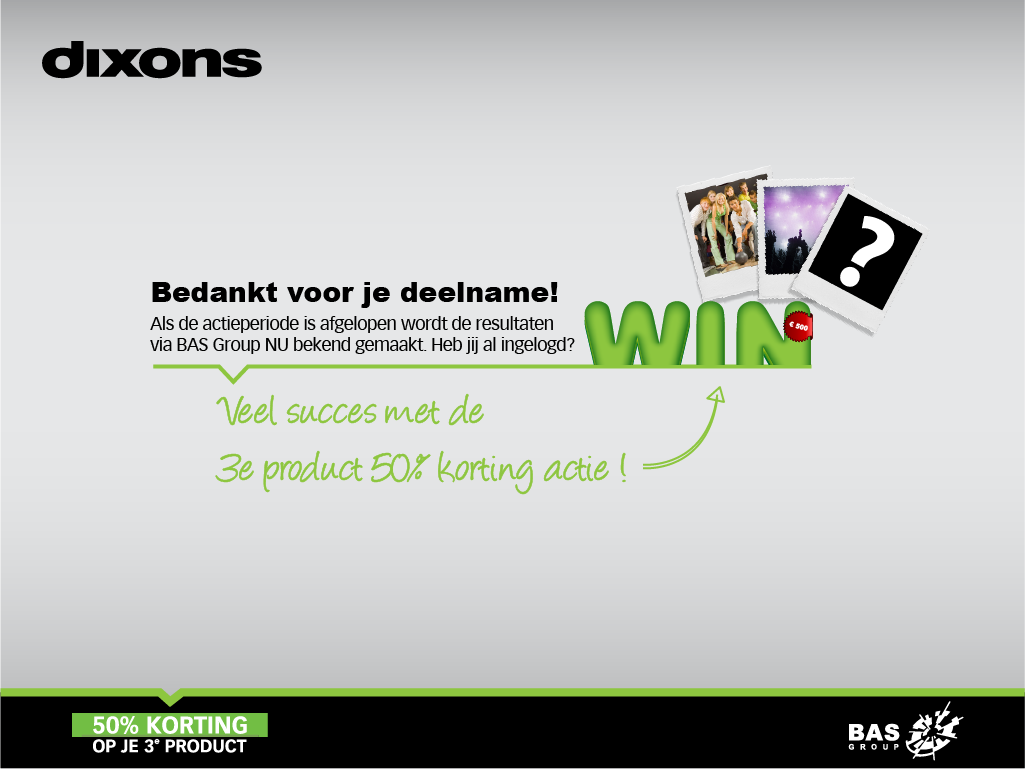 dixons
?
Bedankt voor je deelname!
Als de actieperiode is afgelopen wordt de resultaten
via BAS Group NU bekend gemaakt. Heb jij al ingelogd?
WIN
€ 500
Veel succes met de
3e product 50% korting actie !
50% KORTING
OP JE 3e PRODUCT
BAS
GROUP